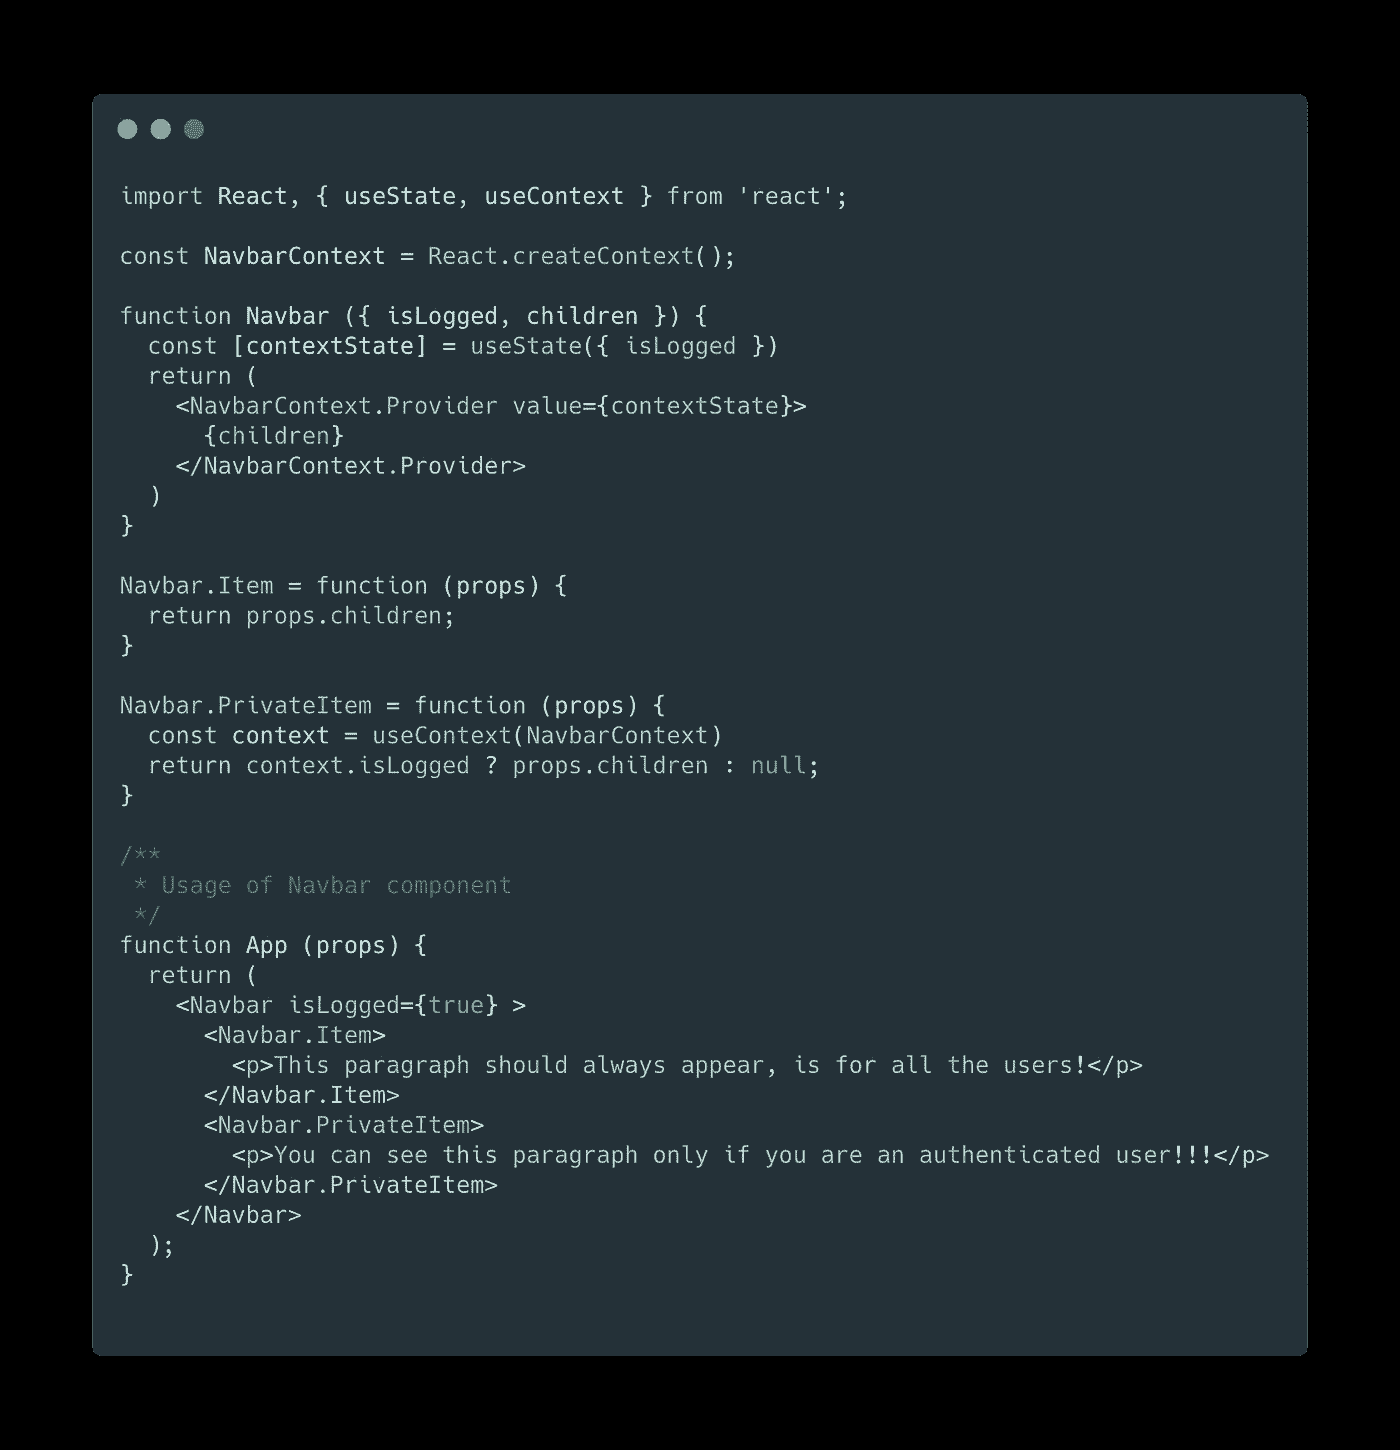 import React, { useState, useContext } from 'react';

const NavbarContext = React.createContext();

function Navbar ({ isLogged, children }) {
  const [contextState] = useState({ isLogged })
  return (
    <NavbarContext.Provider value={contextState}>
      {children}
    </NavbarContext.Provider>
  )
}

Navbar.Item = function (props) {
  return props.children;
}

Navbar.PrivateItem = function (props) {
  const context = useContext(NavbarContext)
  return context.isLogged ? props.children : null;
}

/**
 * Usage of Navbar component
 */
function App (props) {
  return (
    <Navbar isLogged={true} >
      <Navbar.Item>
        <p>This paragraph should always appear, is for all the users!</p>
      </Navbar.Item>
      <Navbar.PrivateItem>
        <p>You can see this paragraph only if you are an authenticated user!!!</p>
      </Navbar.PrivateItem>
    </Navbar>
  );
}